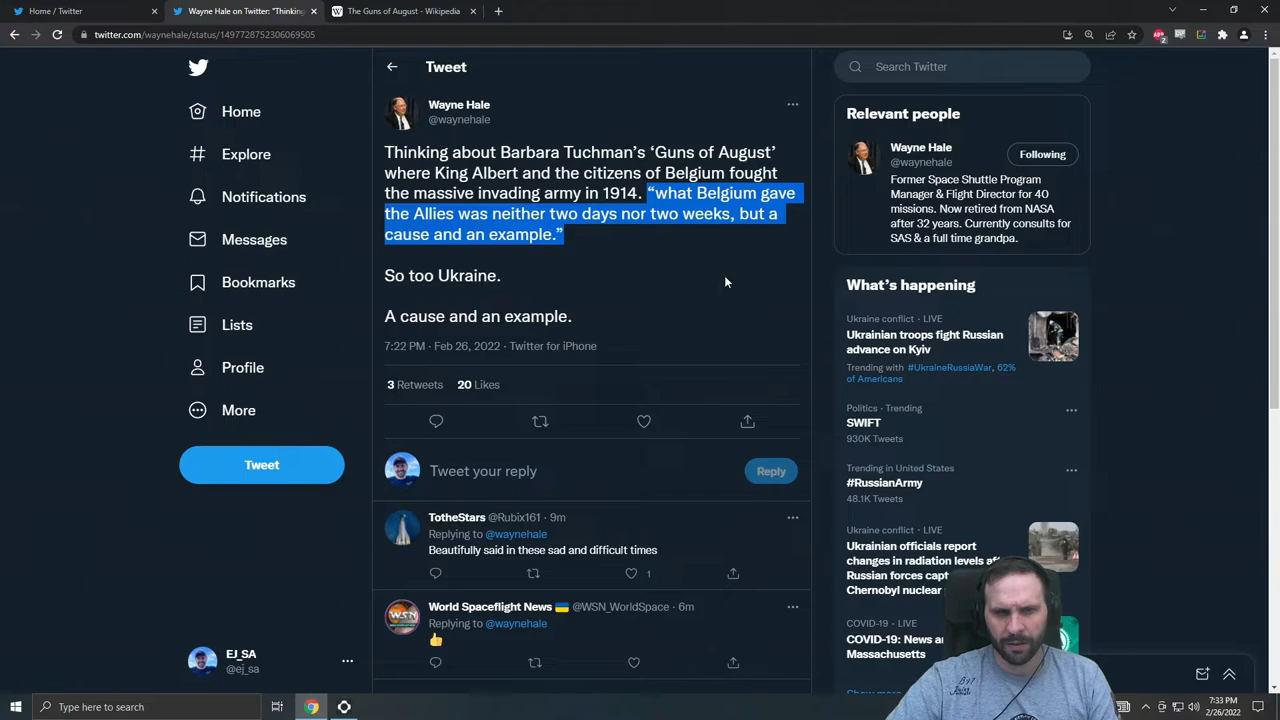 Home / Twitter
Wayne Hale on Twitter: "Thinking
The Guns of August - Wikipedia
twitter.com/waynehale/status/1497728752306069505
2
Home
Explore
Notifications
Messages
Bookmarks
Lists
Profile
More
Tweet
EJ_SA
@ej_sa
Tweet
Wayne Hale
@waynehale
Thinking about Barbara Tuchman’s ‘Guns of August’
where King Albert and the citizens of Belgium fought
the massive invading army in 1914. “what Belgium gave
the Allies was neither two days nor two weeks, but a
cause and an example.”
So too Ukraine.
A cause and an example.
7:22 PM · Feb 26, 2022 · Twitter for iPhone
3 Retweets 20 Likes
Tweet your reply
Reply
TotheStars @Rubix161 · 9m
Replying to @waynehale
Beautifully said in these sad and difficult times
1
World Spaceflight News @WSN_WorldSpace · 6m
Replying to @waynehale
Search Twitter
Relevant people
Wayne Hale
@waynehale
Following
Former Space Shuttle Program
Manager & Flight Director for 40
missions. Now retired from NASA
after 32 years. Currently consults for
SAS & a full time grandpa.
What’s happening
Ukraine conflict · LIVE
Ukrainian troops fight Russian
advance on Kyiv
Trending with #UkraineRussiaWar, 62%
of Americans
Politics · Trending
SWIFT
930K Tweets
Trending in United States
#RussianArmy
48.1K Tweets
Ukraine conflict · LIVE
Ukrainian officials report
changes in radiation levels
Russian forces
Chernobyl nuclear
COVID-19 · LIVE
COVID-19: News
Massachusetts
Show more
Type here to search
7:33 PM
2/26/2022